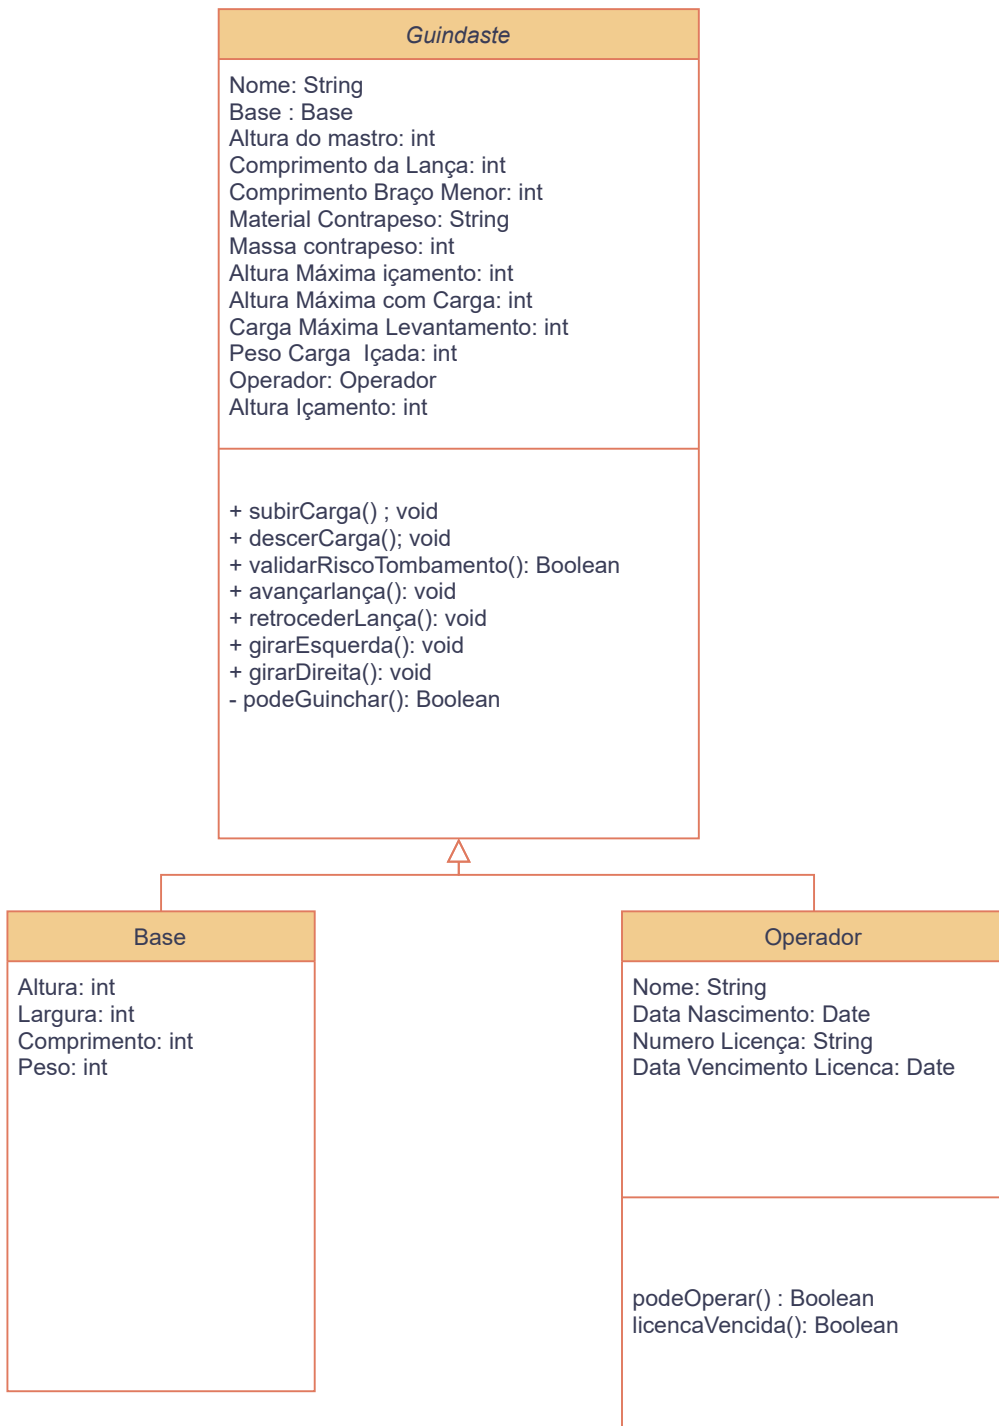 Guindaste
Nome: String
Base : Base
Altura do mastro: int
Comprimento da Lança: int
Comprimento Braço Menor: int
Material Contrapeso: String
Massa contrapeso: int
Altura Máxima içamento: int
Altura Máxima com Carga: int
Carga Máxima Levantamento: int
Peso Carga  Içada: int
Operador: Operador
Altura Içamento: int
+ subirCarga() ; void
+ descerCarga(); void
+ validarRiscoTombamento(): Boolean
+ avançarlança(): void
+ retrocederLança(): void
+ girarEsquerda(): void
+ girarDireita(): void
- podeGuinchar(): Boolean
Base
Altura: int
Largura: int
Comprimento: int
Peso: int
Operador
Nome: String
Data Nascimento: Date
Numero Licença: String
Data Vencimento Licenca: Date
podeOperar() : Boolean
licencaVencida(): Boolean